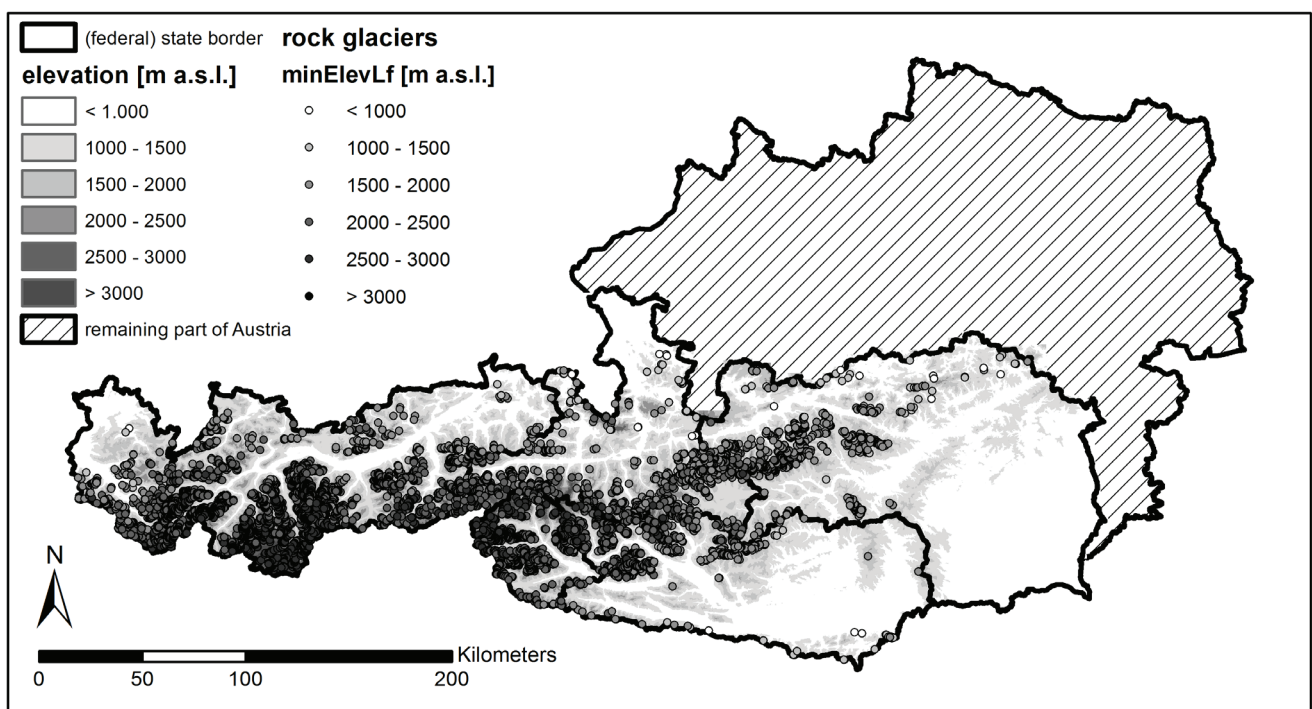 (federal) state border
elevation [m a.s.l.]
< 1.000
1000 - 1500
1500 - 2000
2000 - 2500
2500 - 3000
> 3000
remaining part of Austria
rock glaciers
minElevLf [m a.s.l.]
< 1000
1000 - 1500
1500 - 2000
2000 - 2500
2500 - 3000
> 3000
N
Kilometers
0 50 100 200